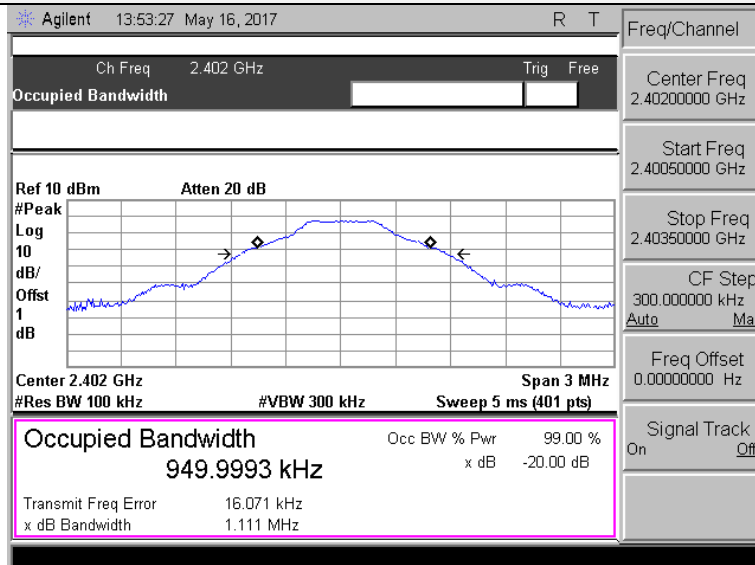 Agilent 13:53:27 May 16, 2017 R T
Freq/Channel
Ch Freq 2.402 GHz Trig Free
Occupied Bandwidth
Center Freq
2.40200000 GHz
Start Freq
2.40050000 GHz
Stop Freq
2.40350000 GHz
CF Step
300.000000 kHz
Auto Ma
Freq Offset
0.00000000 Hz
Signal Track
On Off
Ref 10 dBm Atten 20 dB
#Peak
Log
10
dB/
Offst
1
dB
Center 2.402 GHz Span 3 MHz
#Res BW 100 kHz #VBW 300 kHz Sweep 5 ms (401 pts)
Occupied Bandwidth Occ BW % Pwr 99.00 %
949.9993 kHz x dB -20.00 dB
Transmit Freq Error 16.071 kHz
x dB Bandwidth 1.111 MHz